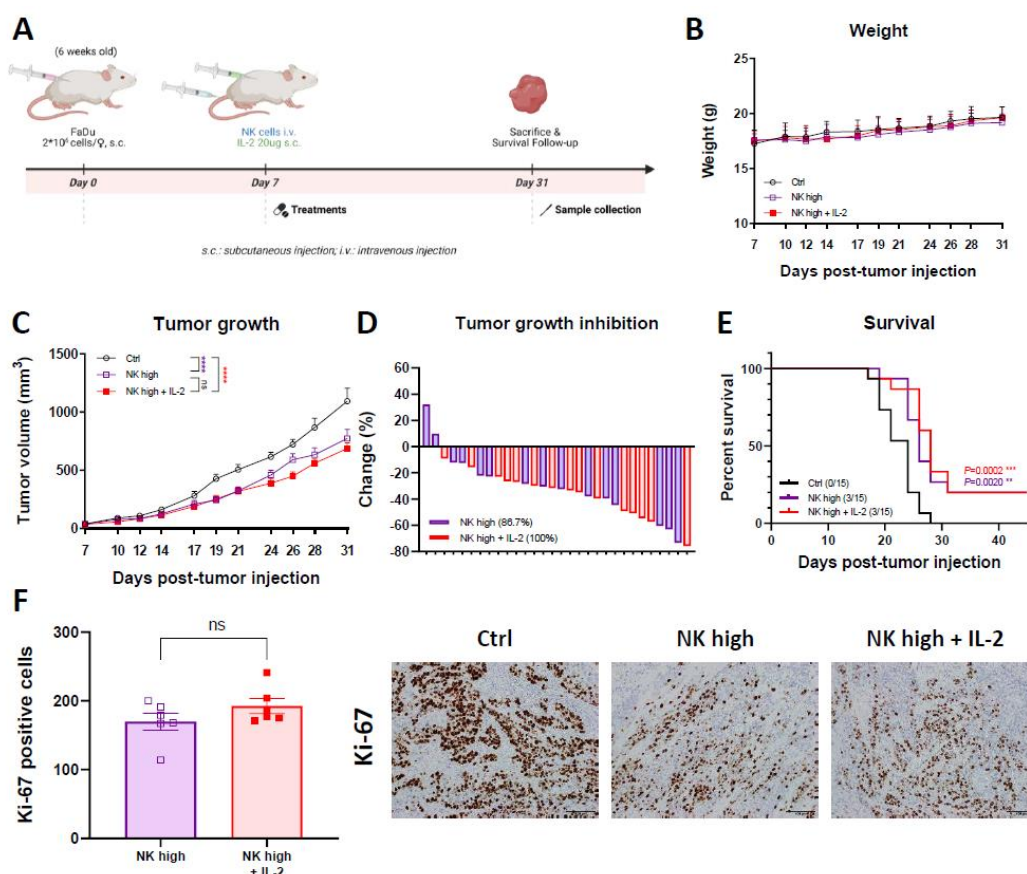 A
(6 weeks old)
FaDu
2*10⁶ cells/♀, s.c.
NK cells i.v.
IL-2 20ug s.c.
Sacrifice &
Survival Follow-up
Day 0
Day 7
Day 31
Treatments
Sample collection
s.c.: subcutaneous injection; i.v.: intravenous injection
B
Weight
Weight (g)
25
20
15
10
Ctrl
NK high
NK high + IL-2
7 10 12 14 17 19 21 24 26 28 31
Days post-tumor injection
C
Tumor growth
Tumor volume (mm³)
1500
1000
500
0
Ctrl
NK high
NK high + IL-2
****
ns
****
7 10 12 14 17 19 21 24 26 28 31
Days post-tumor injection
D
Tumor growth inhibition
Change (%)
60
40
20
0
-20
-40
-60
-80
NK high (86.7%)
NK high + IL-2 (100%)
E
Survival
Percent survival
100
50
0
P=0.0002 ***
P=0.0020 **
Ctrl (0/15)
NK high (3/15)
NK high + IL-2 (3/15)
0 10 20 30 40
Days post-tumor injection
F
Ki-67 positive cells
300
200
100
0
ns
NK high
NK high
+ IL-2
Ki-67
Ctrl
NK high
NK high + IL-2